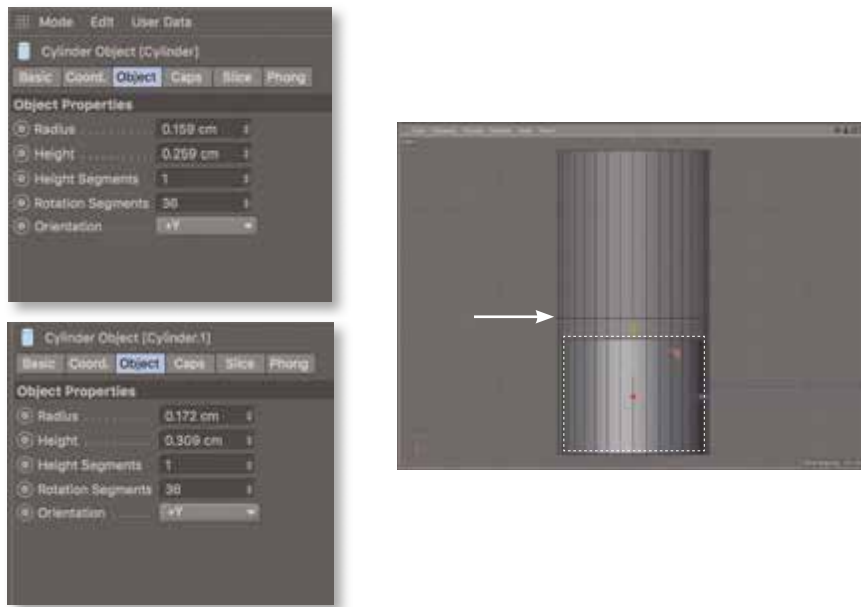 Mode Edit User Data
Cylinder Object [Cylinder]
Basic Coord. Object Caps Slice Phong
Object Properties
Radius . . . . . . . . . . 0.159 cm
Height . . . . . . . . . . 0.259 cm
Height Segments 1
Rotation Segments 36
Orientation . . . . . . +Y
Cylinder Object [Cylinder.1]
Basic Coord. Object Caps Slice Phong
Object Properties
Radius . . . . . . . . . . 0.172 cm
Height . . . . . . . . . . 0.309 cm
Height Segments 1
Rotation Segments 36
Orientation . . . . . . +Y